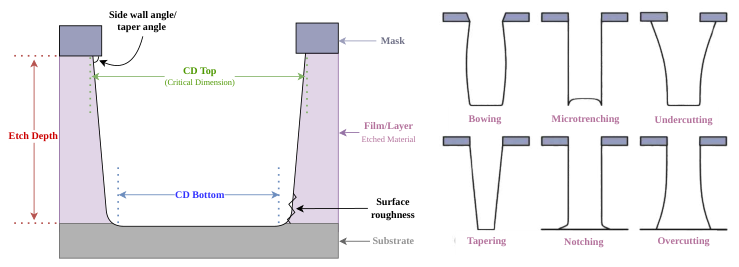 Side wall angle/
taper angle
Mask
CD Top
(Critical Dimension)
Etch Depth
Film/Layer
Etched Material
CD Bottom
Surface
roughness
Substrate
Bowing
Microtrenching
Undercutting
Tapering
Notching
Overcutting